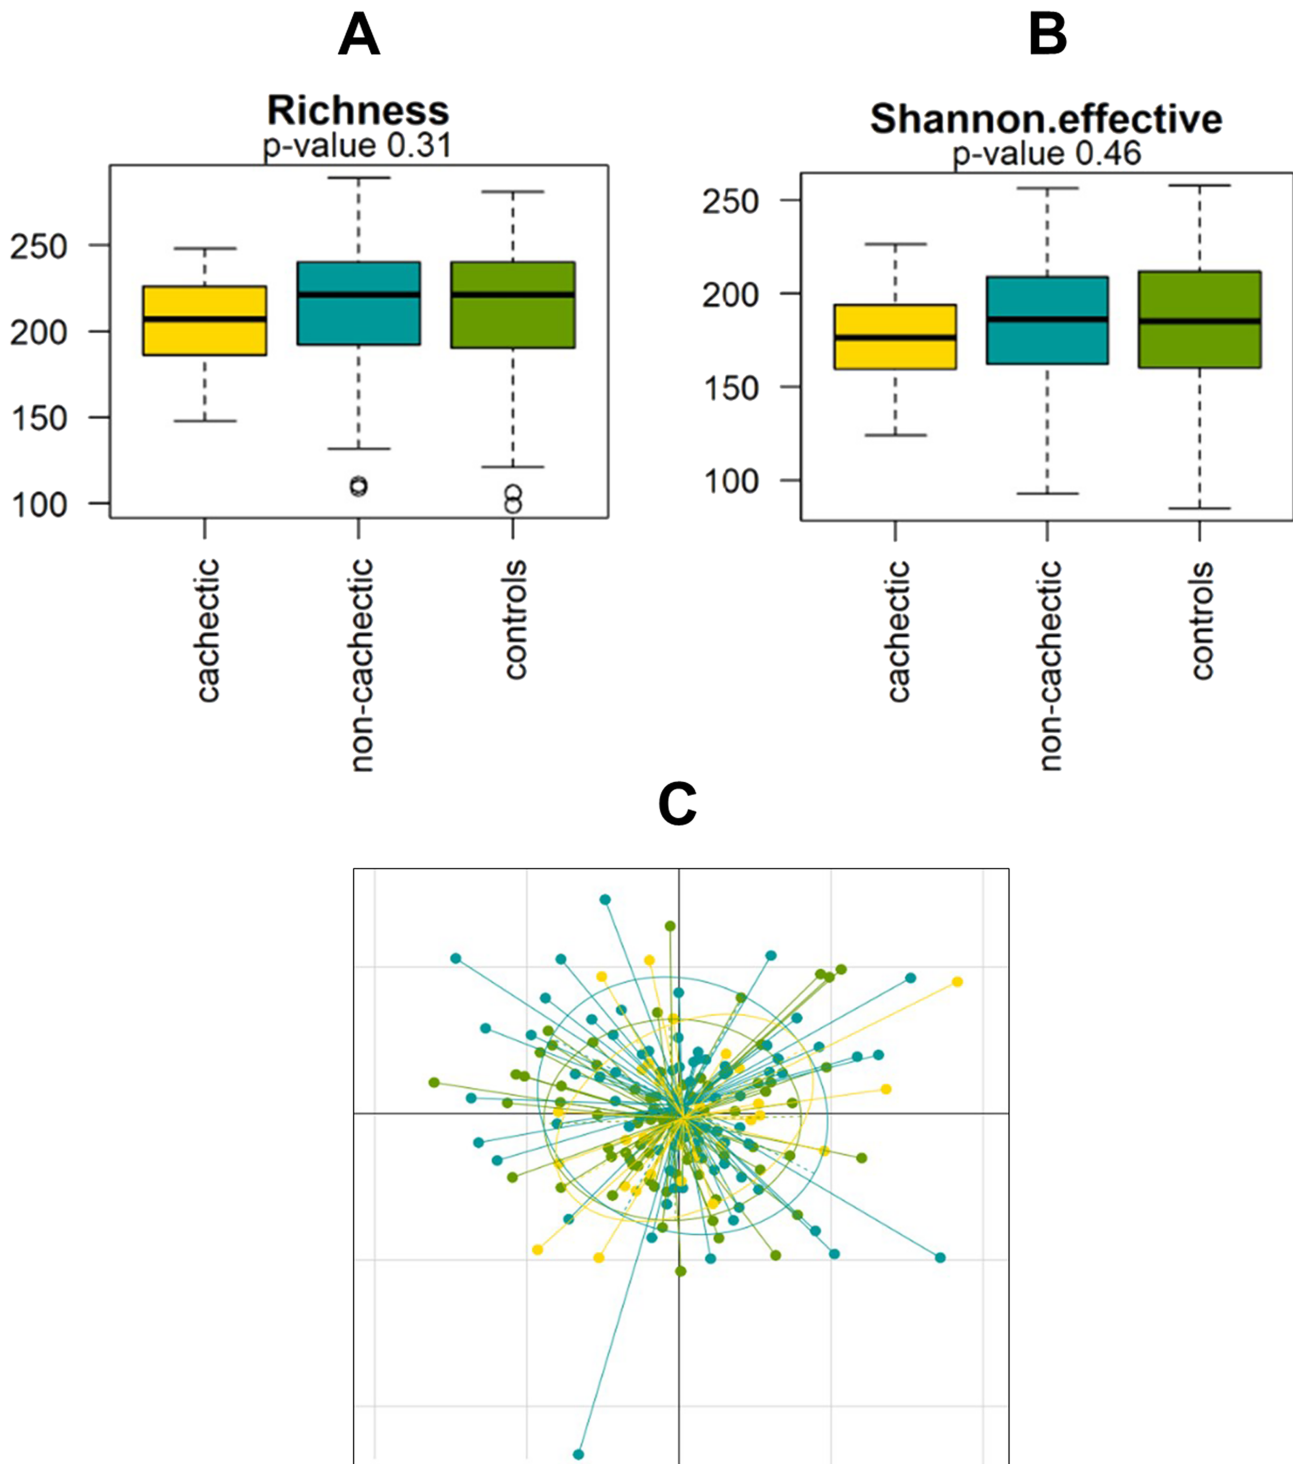 A
Richness
p-value 0.31
250
200
150
100
cachectic
non-cachectic
controls
B
Shannon.effective
p-value 0.46
250
200
150
100
cachectic
non-cachectic
controls
C